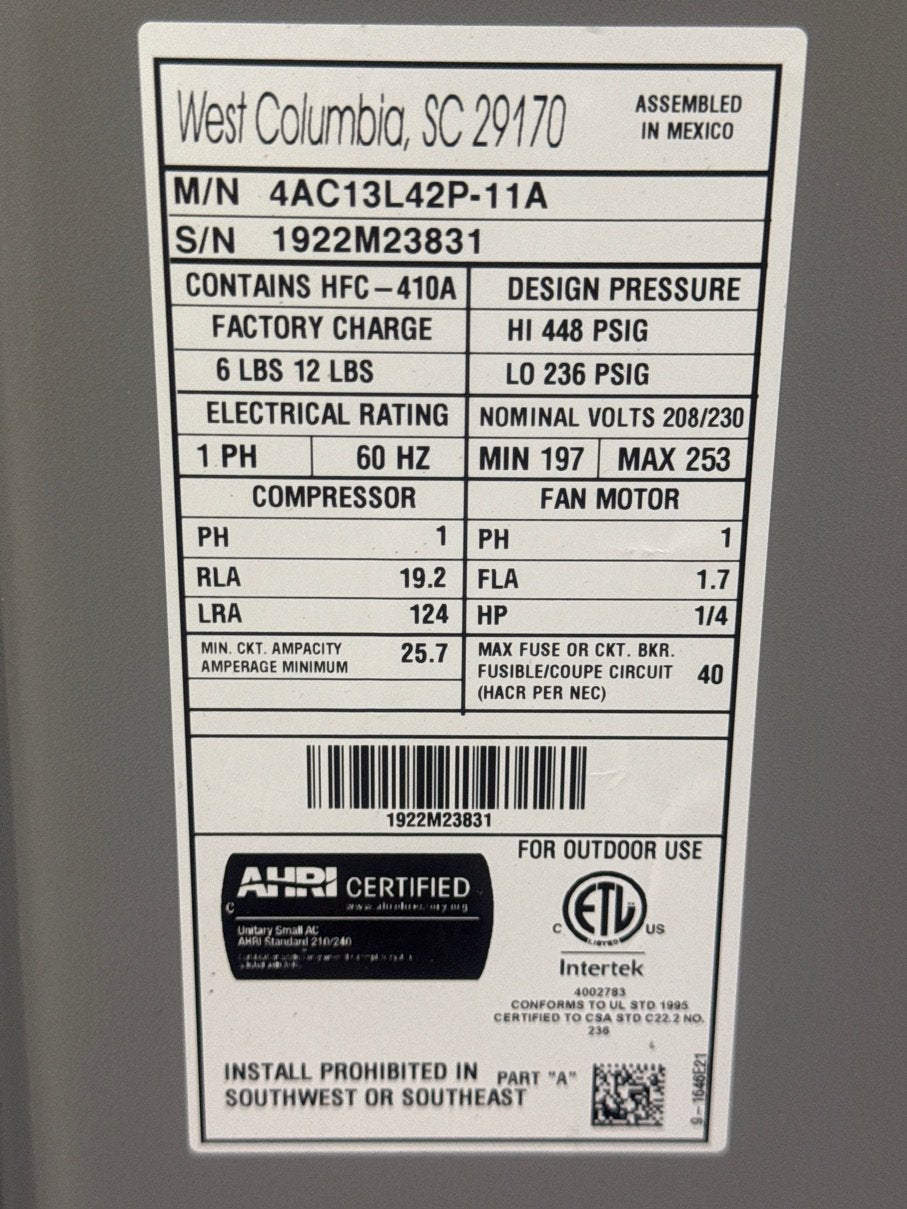 West Columbia, SC 29170
ASSEMBLED
IN MEXICO
M/N 4AC13L42P-11A
S/N 1922M23831
CONTAINS HFC-410A
DESIGN PRESSURE
FACTORY CHARGE
HI 448 PSIG
6 LBS 12 LBS
LO 236 PSIG
ELECTRICAL RATING
NOMINAL VOLTS 208/230
1 PH
60 HZ
MIN 197
MAX 253
COMPRESSOR
FAN MOTOR
PH 1
PH 1
RLA 19.2
FLA 1.7
LRA 124
HP 1/4
MIN. CKT. AMPACITY
AMPERAGE MINIMUM
25.7
MAX FUSE OR CKT. BKR.
FUSIBLE/COUPE CIRCUIT
(HACR PER NEC)
40
1922M23831
AHRI CERTIFIED
C
Unitary Small AC
AHRI Standard 210/240
FOR OUTDOOR USE
ETL
LISTED
C US
Intertek
4002783
CONFORMS TO UL STD 1995
CERTIFIED TO CSA STD C22.2 NO.
236
INSTALL PROHIBITED IN
SOUTHWEST OR SOUTHEAST
PART "A"
9-1646E21